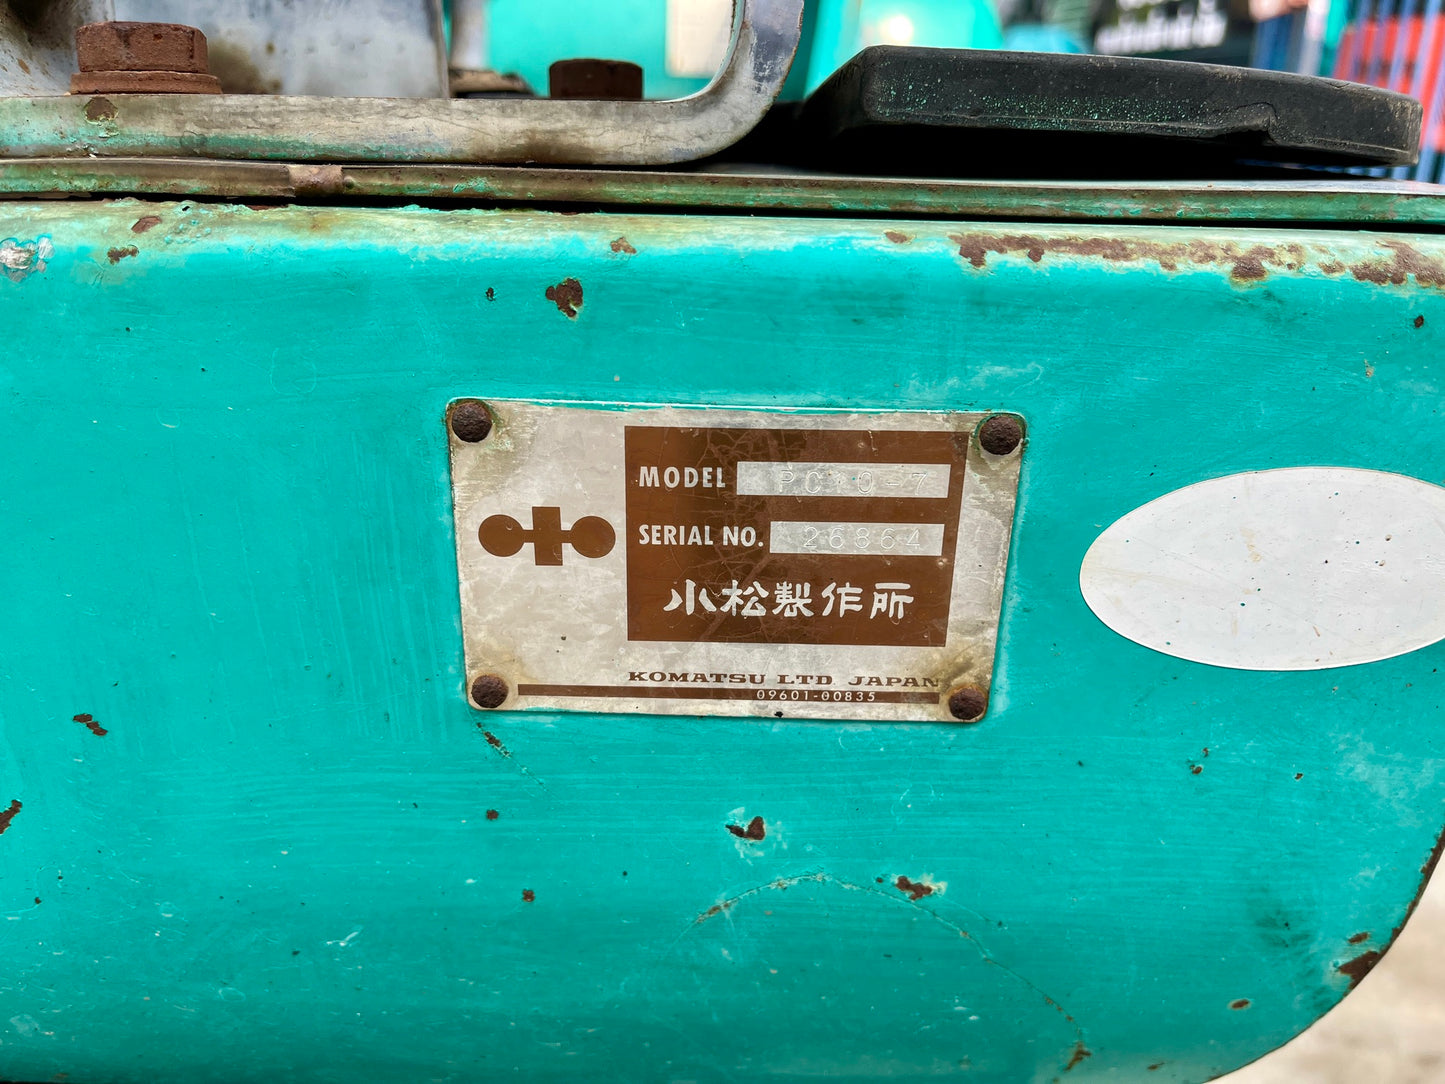 MODEL PC10-7
SERIAL NO. 26864
小松製作所
KOMATSU LTD JAPAN
09601-00835